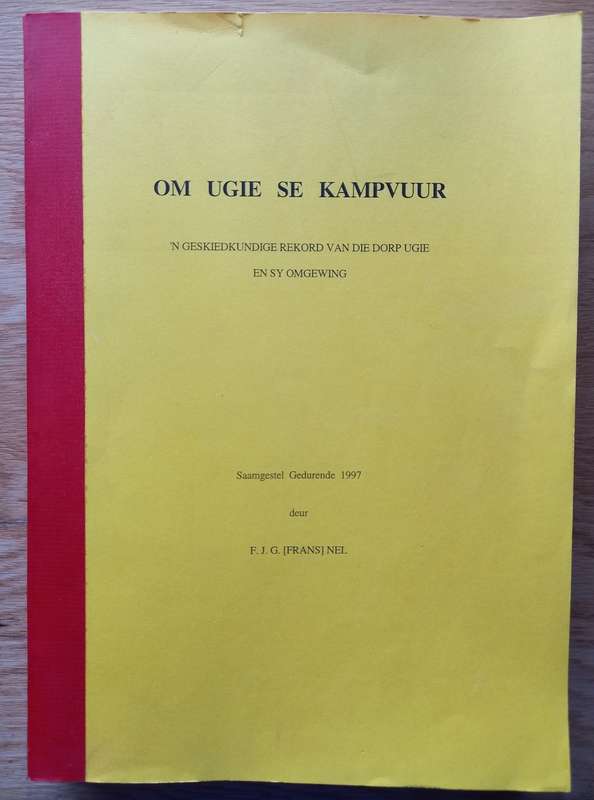 OM UGIE SE KAMPVUUR
'N GESKIEDKUNDIGE REKORD VAN DIE DORP UGIE
EN SY OMGEWING
Saamgestel Gedurende 1997
deur
F. J. G. [FRANS] NEL